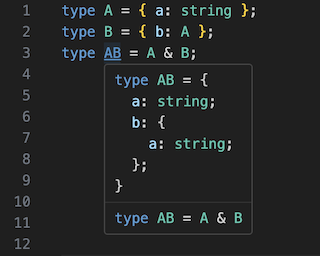 1 type A = { a: string };
2 type B = { b: A };
3 type AB = A & B;
4
type AB = {
5
a: string;
6
b: {
7
a: string;
8
};
9
}
10
11 type AB = A & B
12